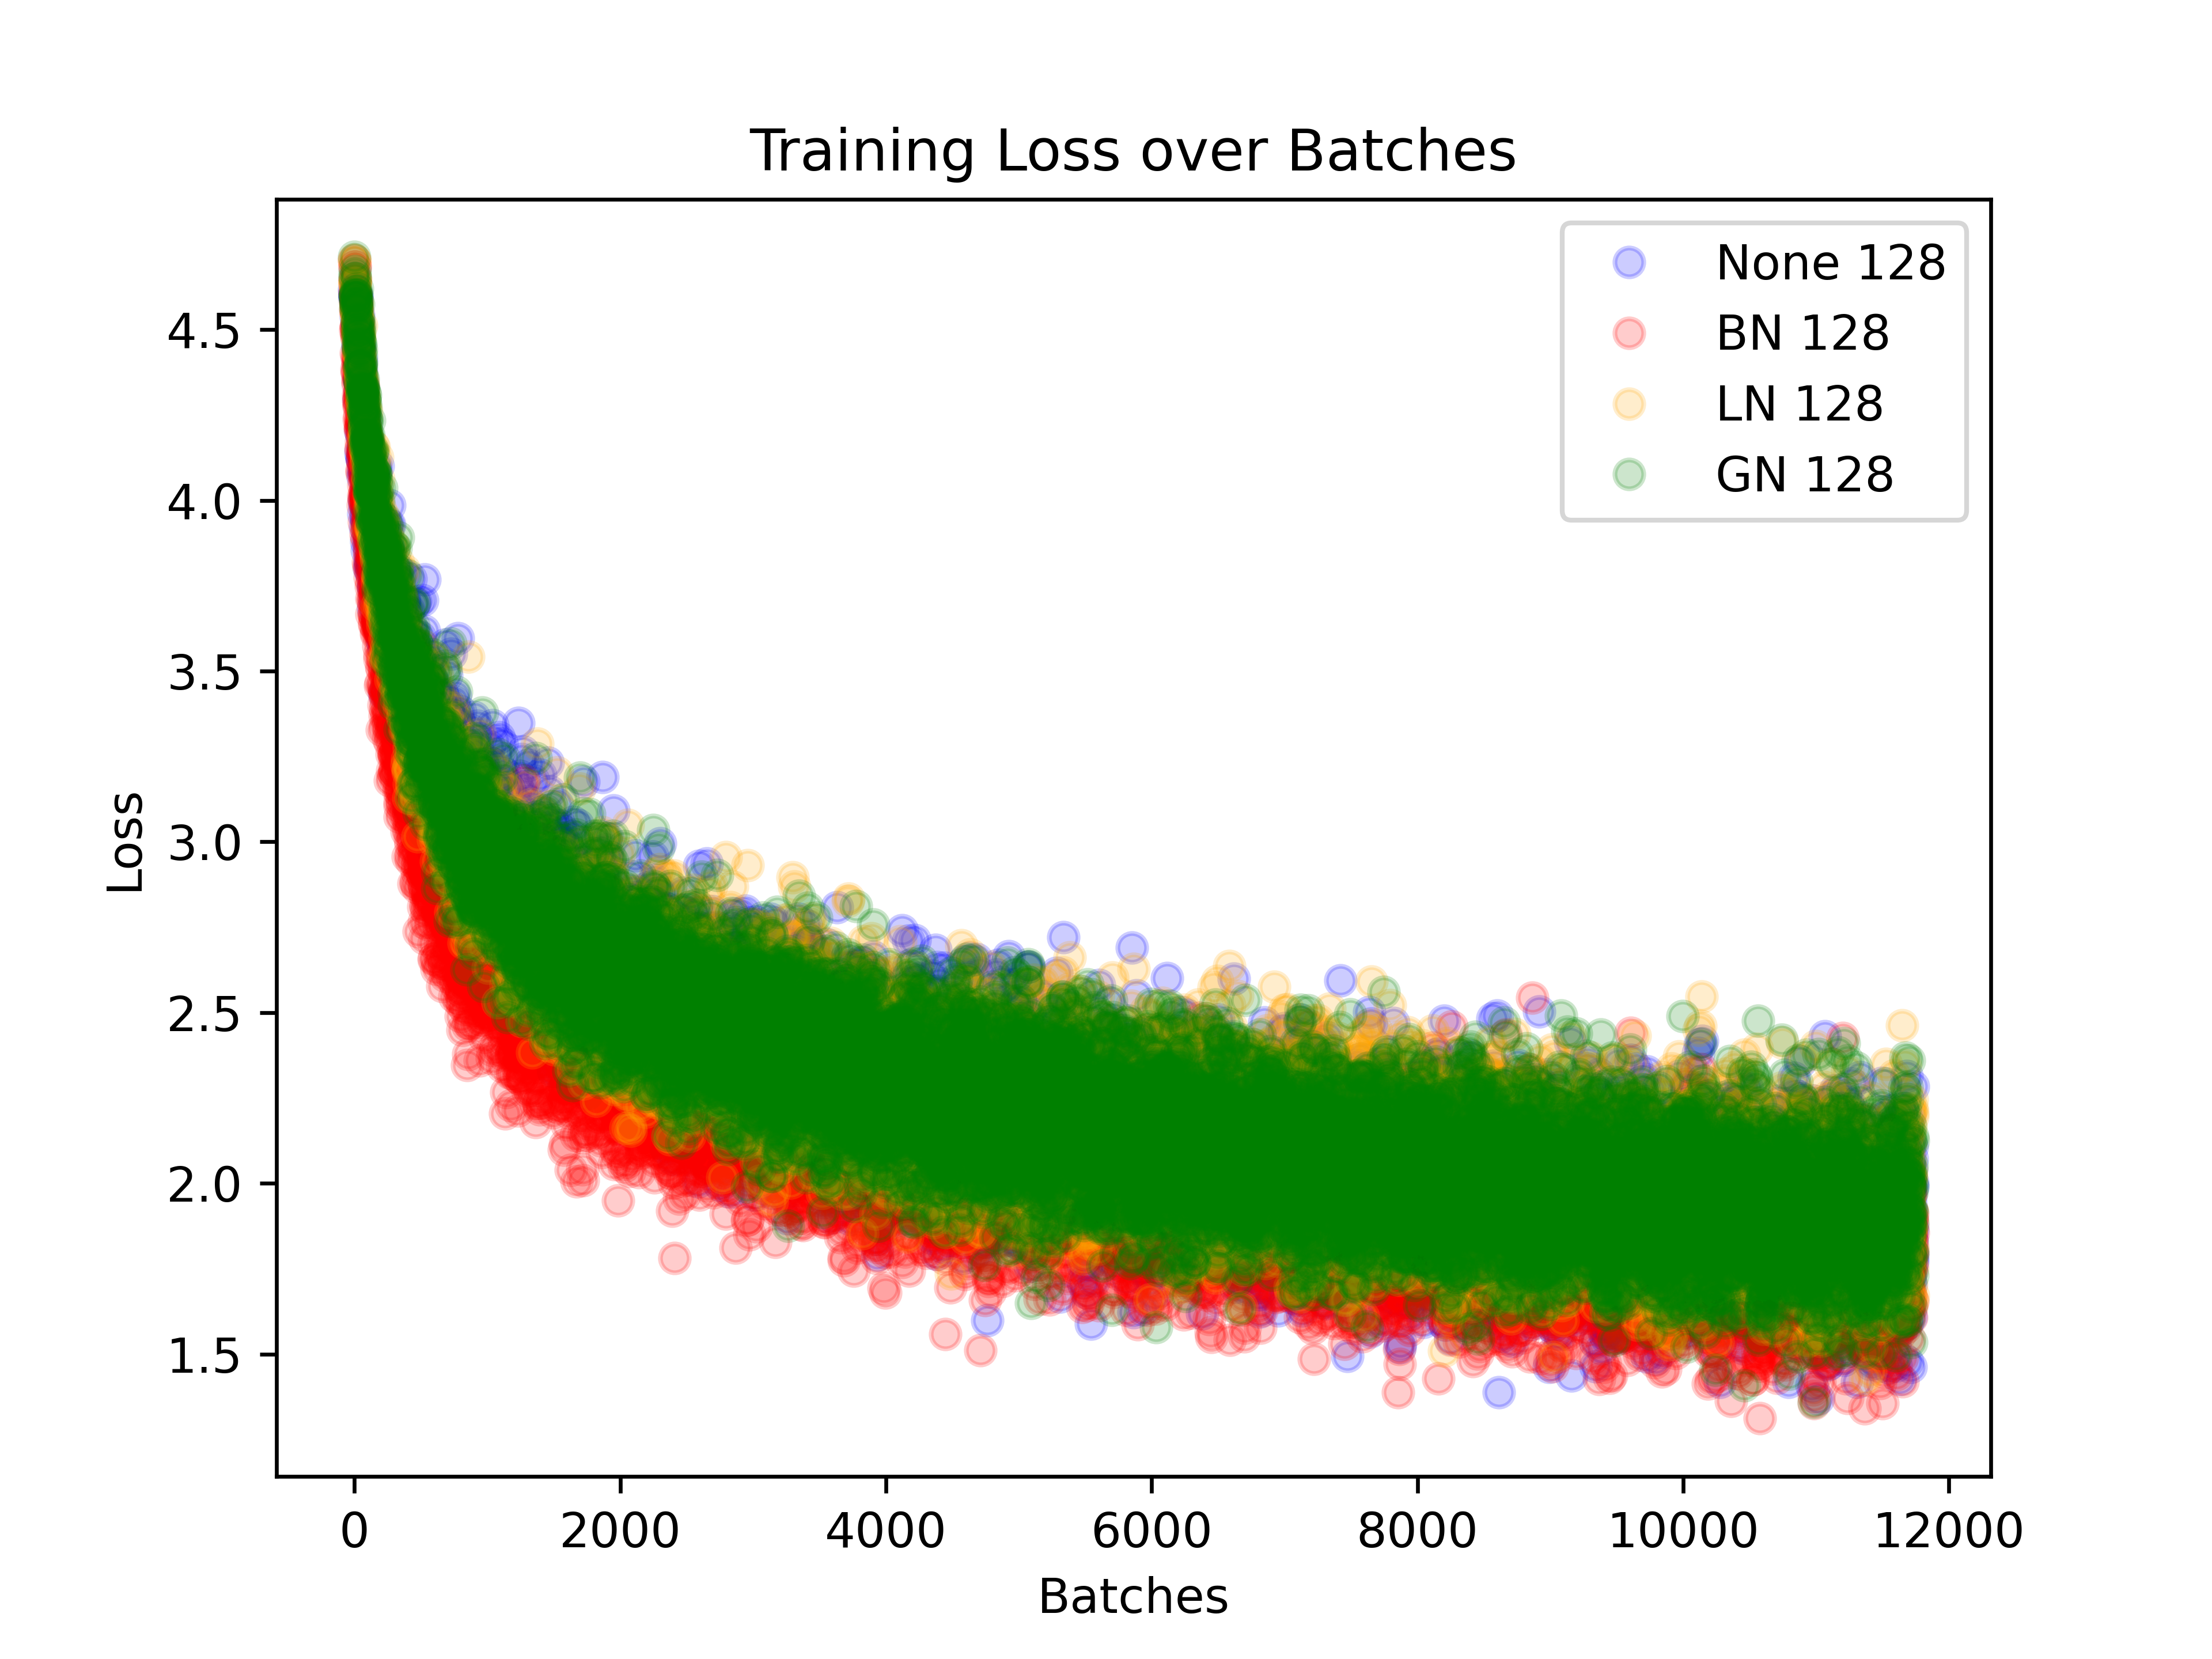 Training Loss over Batches
None 128
BN 128
LN 128
GN 128
Loss
4.5
4.0
3.5
3.0
2.5
2.0
1.5
0 2000 4000 6000 8000 10000 12000
Batches